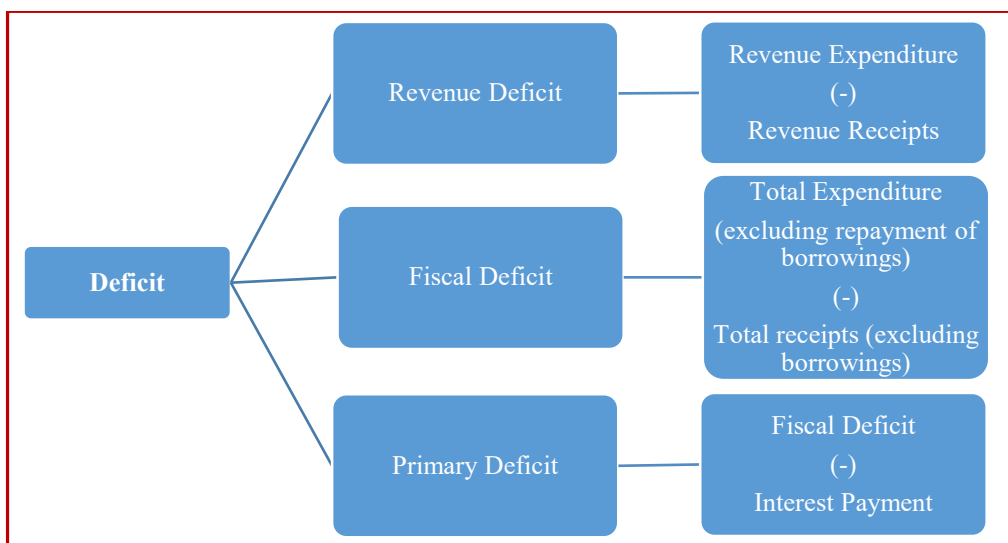 Deficit
Revenue Deficit
Revenue Expenditure
(-)
Revenue Receipts
Fiscal Deficit
Total Expenditure
(excluding repayment of
borrowings)
(-)
Total receipts (excluding
borrowings)
Primary Deficit
Fiscal Deficit
(-)
Interest Payment